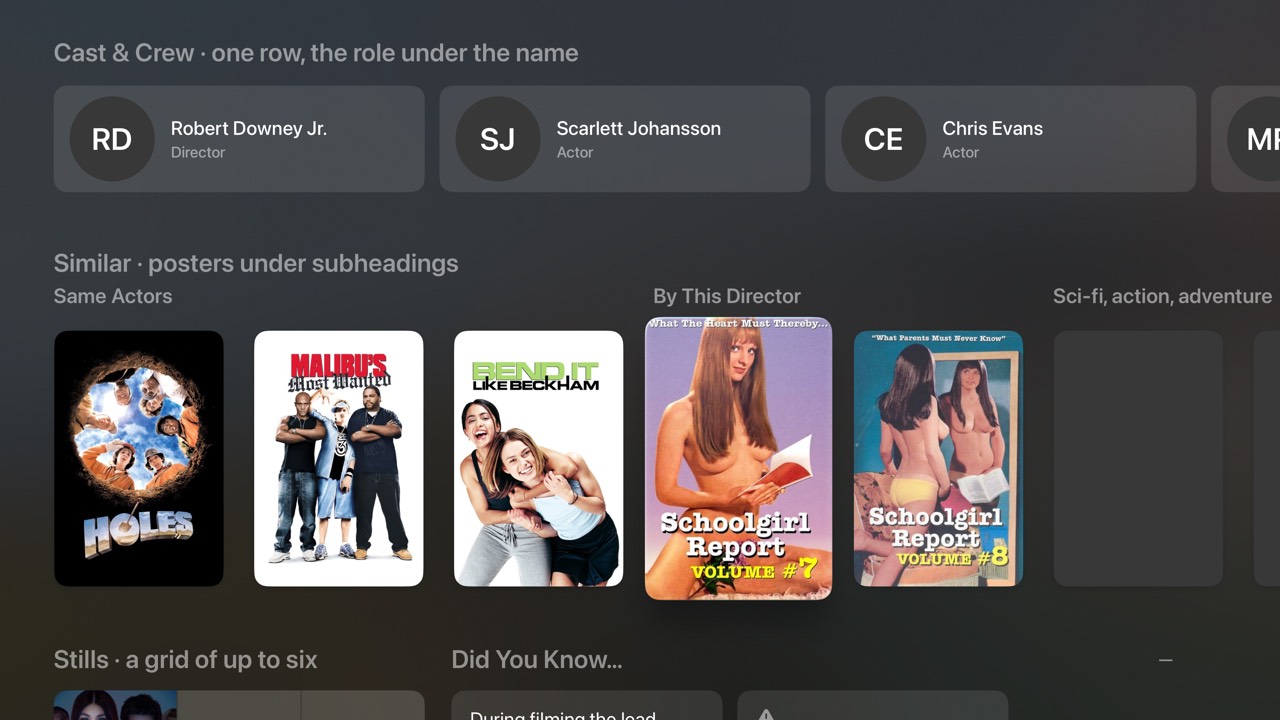 Cast & Crew · one row, the role under the name
RD
Robert Downey Jr.
Director
SJ
Scarlett Johansson
Actor
CE
Chris Evans
Actor
Similar · posters under subheadings
Same Actors
By This Director
Sci-fi, action, adventure
HOLES
MALIBU'S
Most Wanted
BEND IT
LIKE BECKHAM
What The Heart Must Thereby...
Schoolgirl
Report
VOLUME #7
"What Parents Must Never Know"
Schoolgirl
Report
VOLUME #8
Stills · a grid of up to six
Did You Know...
During filming the lead